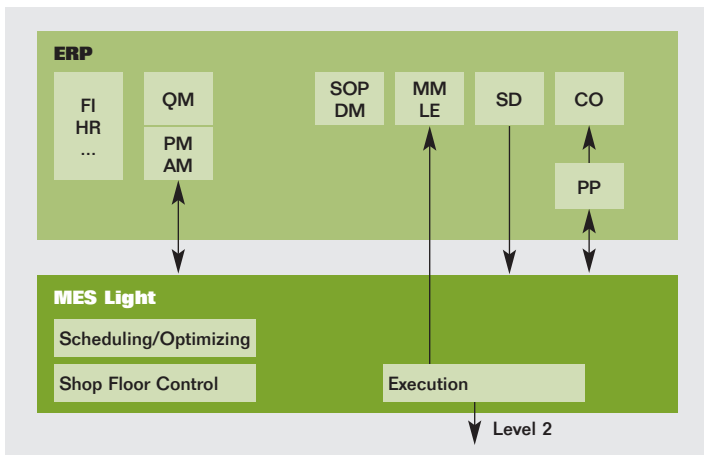 ERP
FI
HR
...
QM
PM
AM
SOP
DM
MM
LE
SD
CO
PP
MES Light
Scheduling/Optimizing
Shop Floor Control
Execution
Level 2